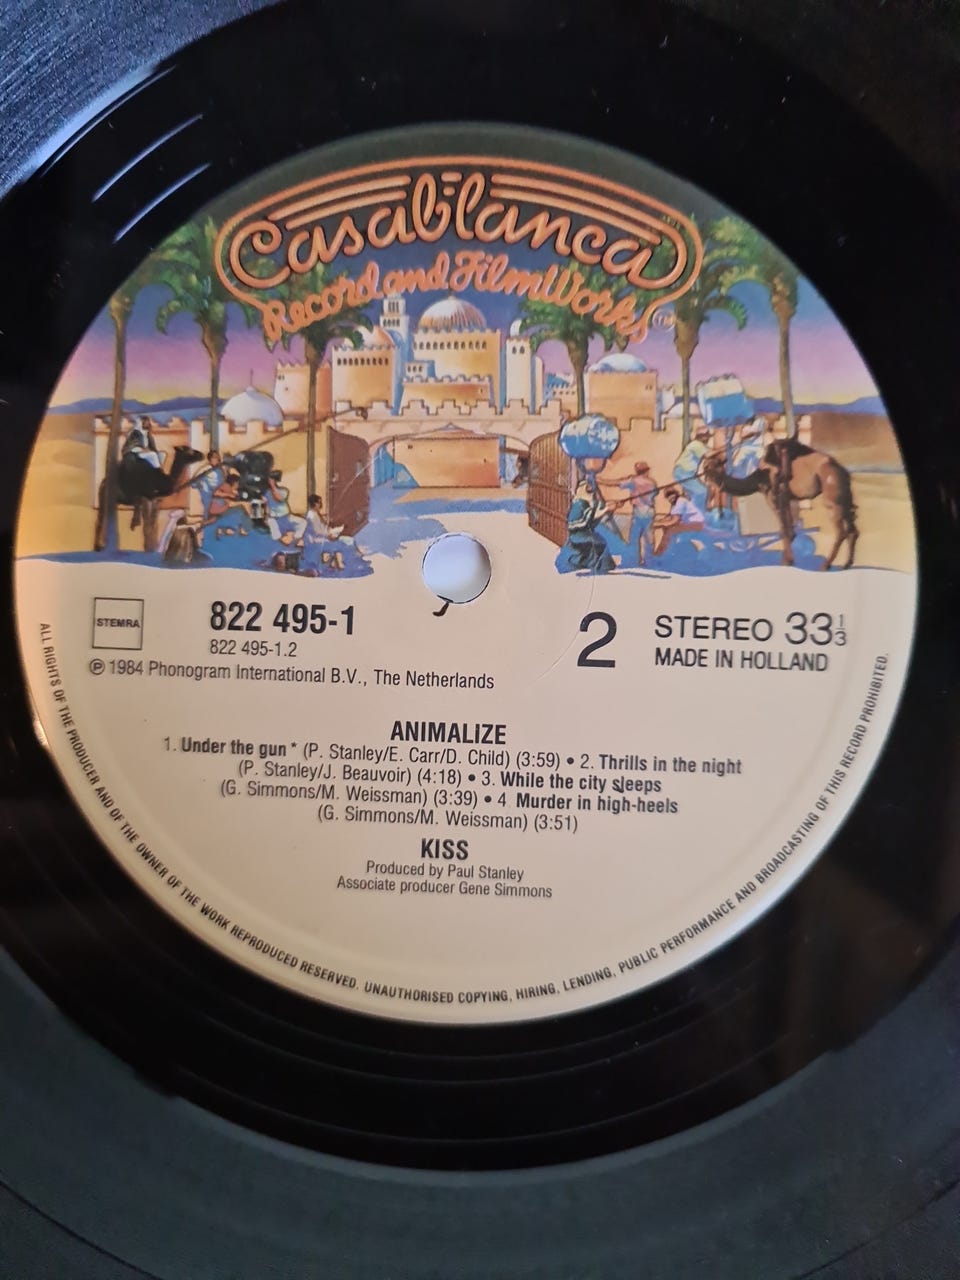 Casablanca
Record and FilmWorks
TM
STEMRA
822 495-1
822 495-1.2
℗ 1984 Phonogram International B.V., The Netherlands
2
STEREO 33 1/3
MADE IN HOLLAND
ANIMALIZE
1. Under the gun * (P. Stanley/E. Carr/D. Child) (3:59) • 2. Thrills in the night
(P. Stanley/J. Beauvoir) (4:18) • 3. While the city sleeps
(G. Simmons/M. Weissman) (3:39) • 4 Murder in high-heels
(G. Simmons/M. Weissman) (3:51)
KISS
Produced by Paul Stanley
Associate producer Gene Simmons
ALL RIGHTS OF THE PRODUCER AND OF THE OWNER OF THE WORK REPRODUCED RESERVED. UNAUTHORISED COPYING, HIRING, LENDING, PUBLIC PERFORMANCE AND BROADCASTING OF THIS RECORD PROHIBITED.